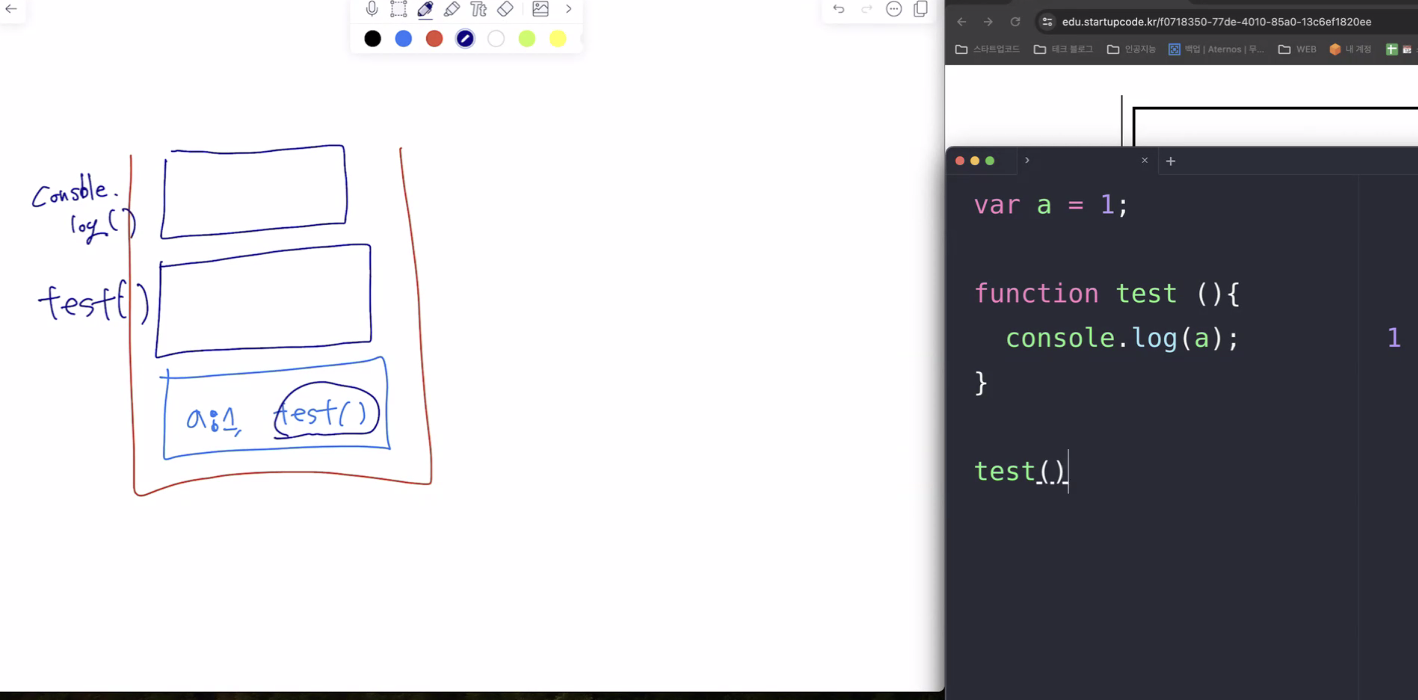 Console.
log()
test()
a:1, test()
edu.startupcode.kr/f0718350-77de-4010-85a0-13c6ef1820ee
스타트업코드 테크 블로그 인공지능 백업 | Aternos | 무... WEB 내 계정
var a = 1;
function test (){
console.log(a); 1
}
test()